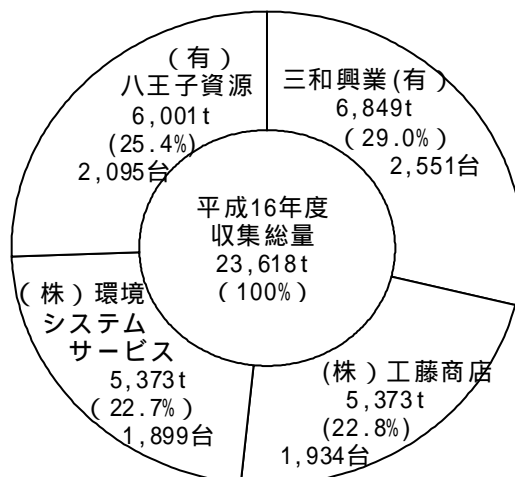 (有)
八王子資源
6,001t
(25.4%)
2,095台
三和興業(有)
6,849t
(29.0%)
2,551台
平成16年度
収集総量
23,618t
(100%)
(株)環境
システム
サービス
5,373t
(22.7%)
1,899台
(株)工藤商店
5,373t
(22.8%)
1,934台